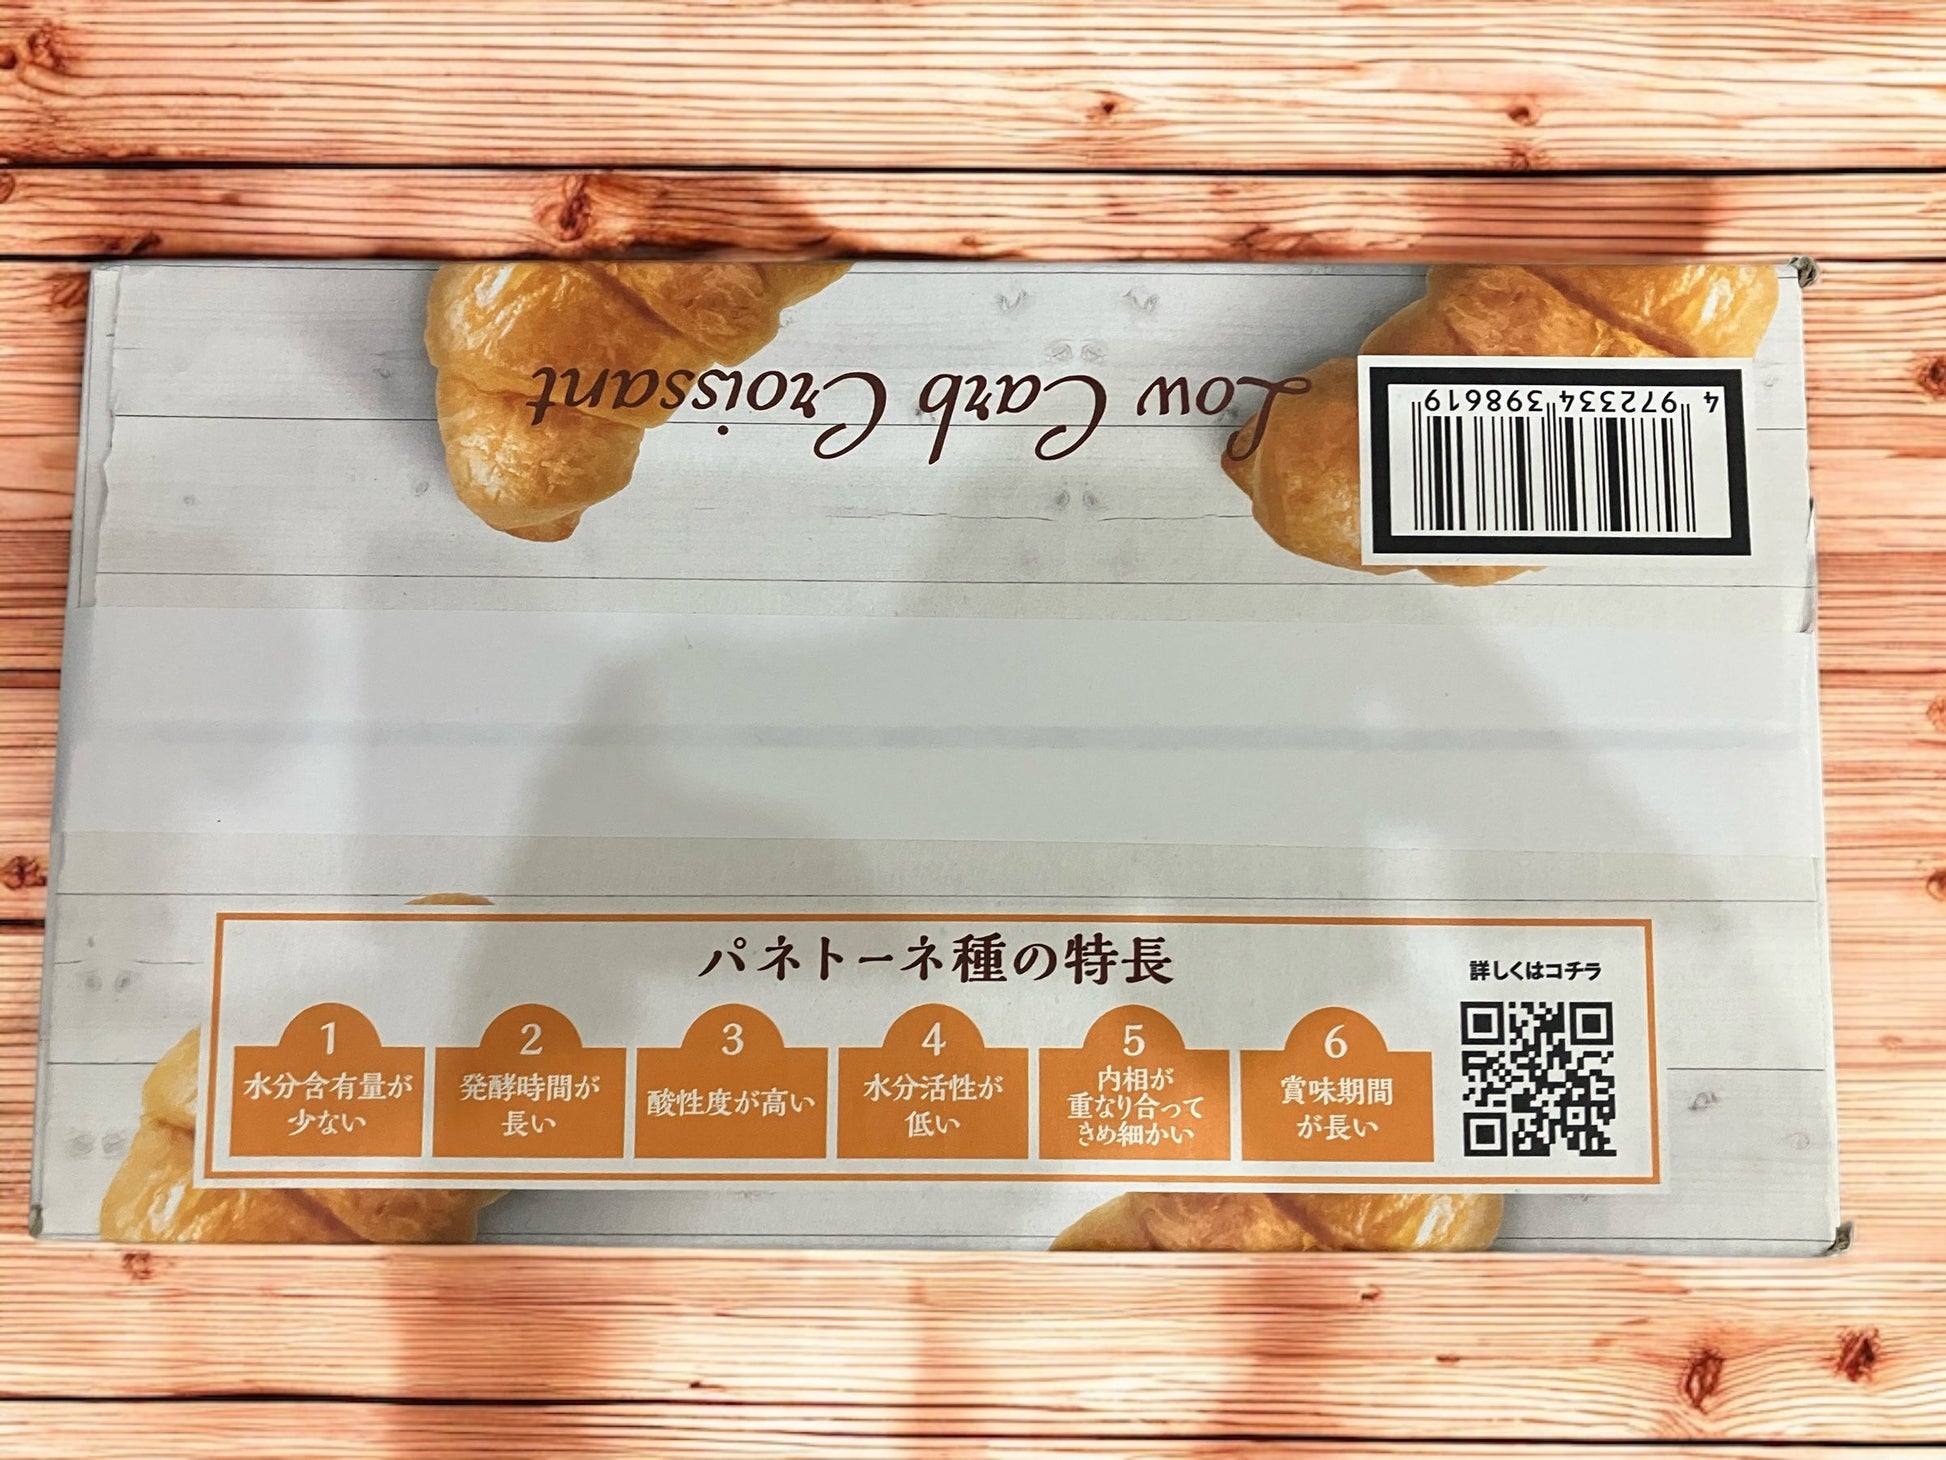 Low Carb Croissant
4 972334 398619
パネトーネ種の特長
詳しくはコチラ
1
水分含有量が
少ない
2
発酵時間が
長い
3
酸性度が高い
4
水分活性が
低い
5
内相が
重なり合って
きめ細かい
6
賞味期間
が長い